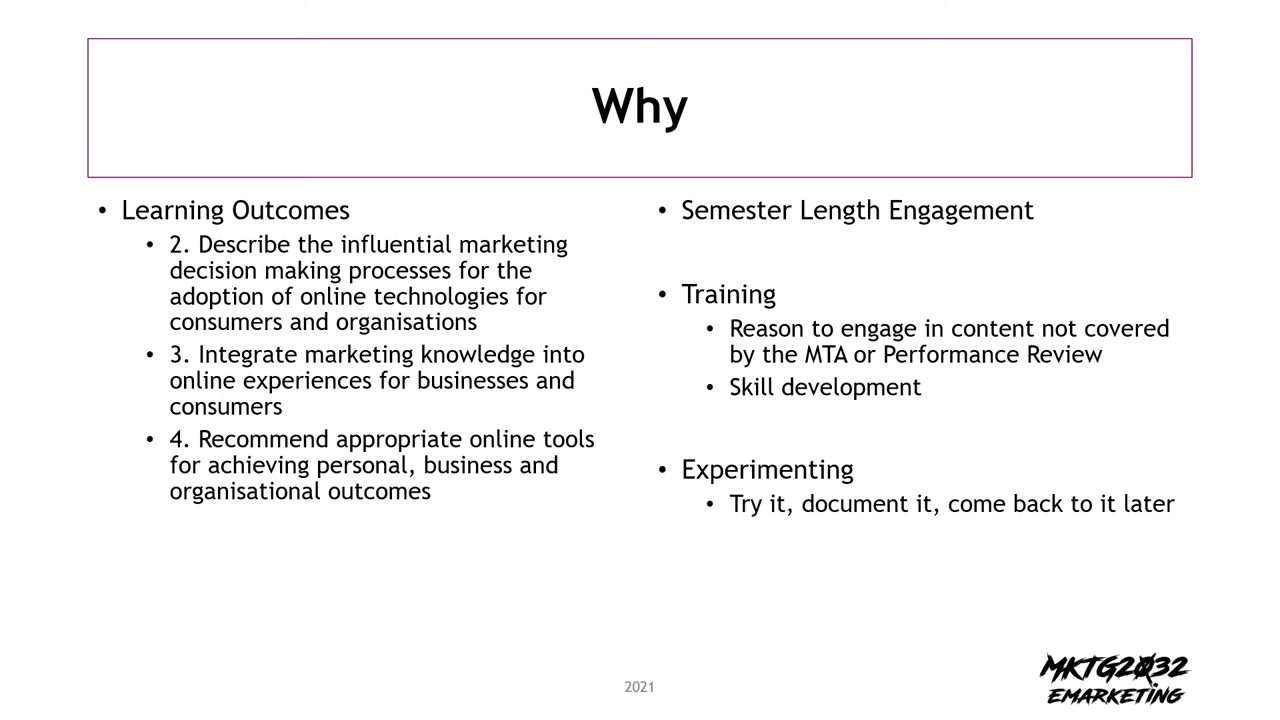 Why
• Learning Outcomes
• 2. Describe the influential marketing
decision making processes for the
adoption of online technologies for
consumers and organisations
• 3. Integrate marketing knowledge into
online experiences for businesses and
consumers
• 4. Recommend appropriate online tools
for achieving personal, business and
organisational outcomes
• Semester Length Engagement
• Training
• Reason to engage in content not covered
by the MTA or Performance Review
• Skill development
• Experimenting
• Try it, document it, come back to it later
2021
MKTG2032
EMARKETING